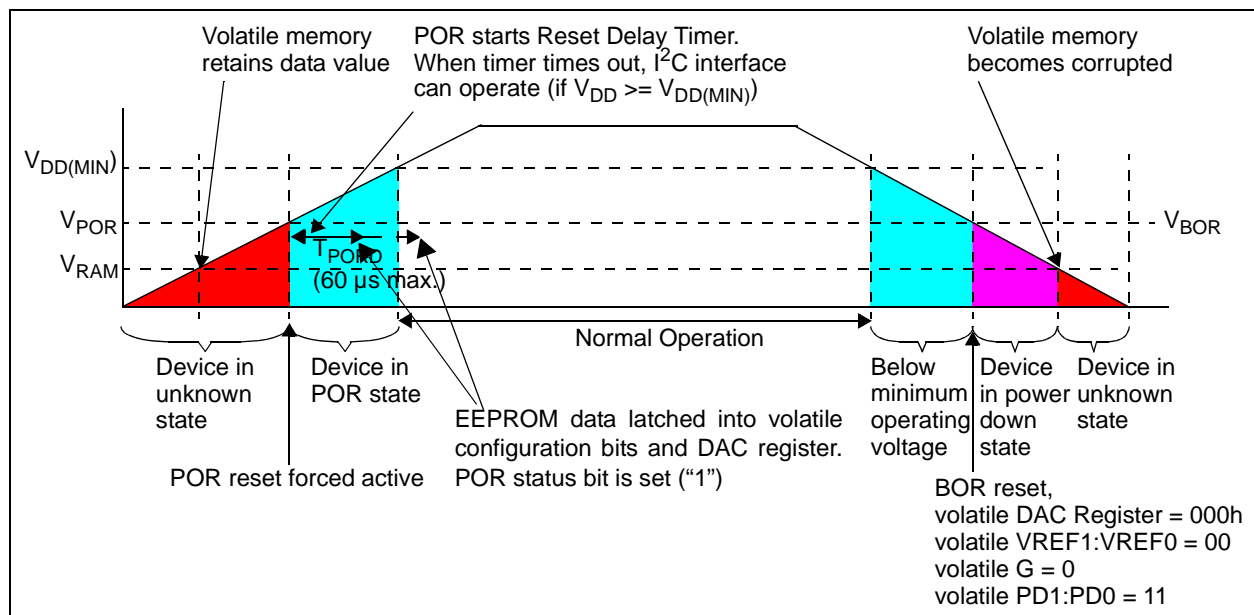 Volatile memory
retains data value
POR starts Reset Delay Timer.
When timer times out, I²C interface
can operate (if VDD >= VDD(MIN))
Volatile memory
becomes corrupted
VDD(MIN)
VPOR
VBOR
VRAM
TPORD
(60 µs max.)
Normal Operation
Device in
unknown
state
Device in
POR state
Below
minimum
operating
voltage
Device
in power
down
state
Device in
unknown
state
EEPROM data latched into volatile
configuration bits and DAC register.
POR status bit is set (“1”)
POR reset forced active
BOR reset,
volatile DAC Register = 000h
volatile VREF1:VREF0 = 00
volatile G = 0
volatile PD1:PD0 = 11